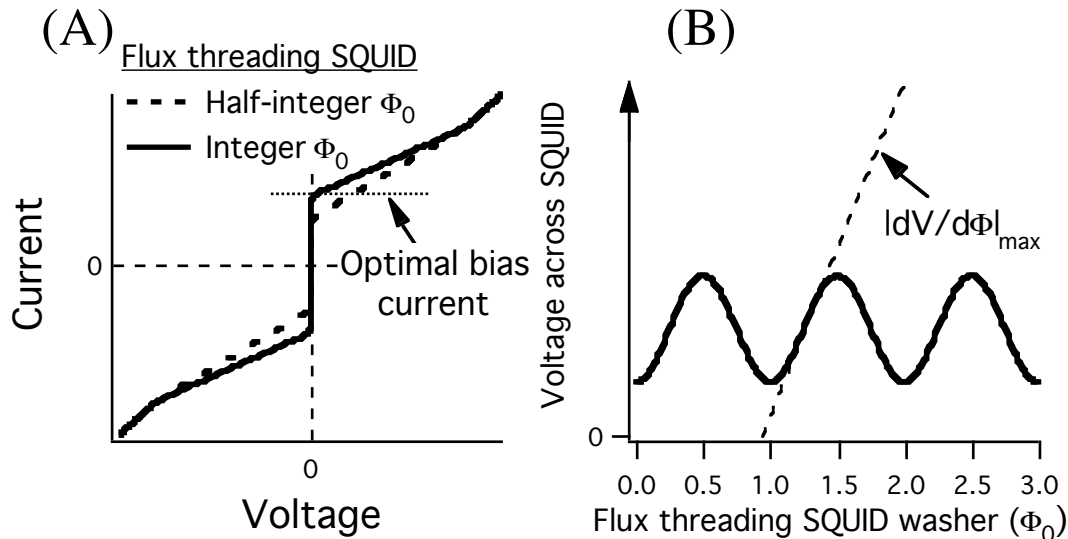 (A)
Flux threading SQUID
Half-integer Φ0
Integer Φ0
Current
0
Optimal bias
current
0
Voltage
(B)
Voltage across SQUID
|dV/dΦ|max
0
0.0 0.5 1.0 1.5 2.0 2.5 3.0
Flux threading SQUID washer (Φ0)